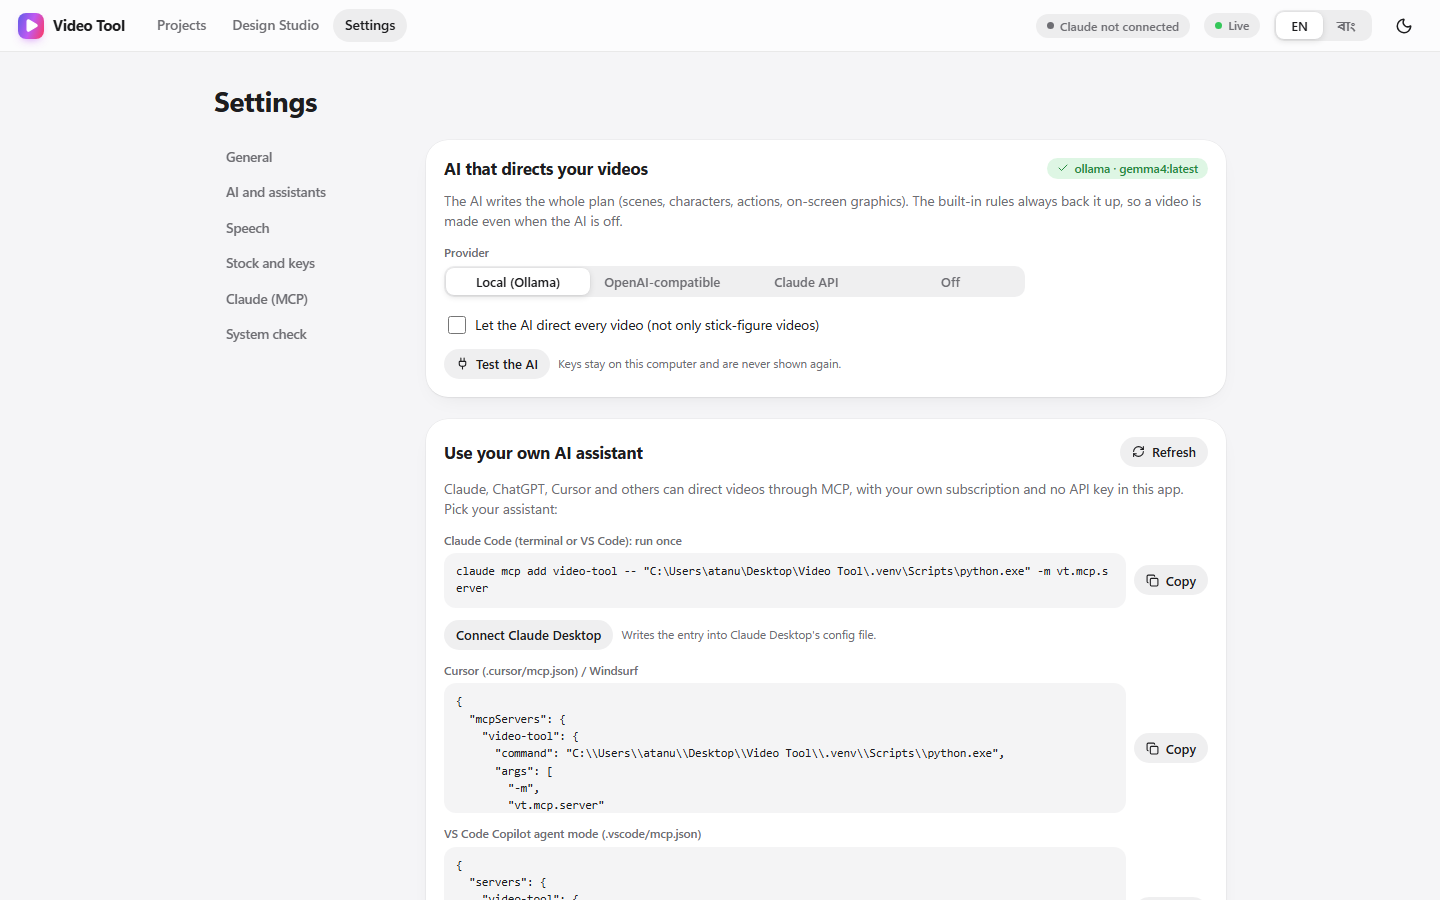 Video Tool
Projects
Design Studio
Settings
Claude not connected
Live
EN
বাং
Settings
General
AI and assistants
Speech
Stock and keys
Claude (MCP)
System check
AI that directs your videos
ollama · gemma4:latest
The AI writes the whole plan (scenes, characters, actions, on-screen graphics). The built-in rules always back it up, so a video is
made even when the AI is off.
Provider
Local (Ollama)
OpenAI-compatible
Claude API
Off
Let the AI direct every video (not only stick-figure videos)
Test the AI
Keys stay on this computer and are never shown again.
Use your own AI assistant
Refresh
Claude, ChatGPT, Cursor and others can direct videos through MCP, with your own subscription and no API key in this app.
Pick your assistant:
Claude Code (terminal or VS Code): run once
claude mcp add video-tool -- "C:\Users\atanu\Desktop\Video Tool\.venv\Scripts\python.exe" -m vt.mcp.s
erver
Copy
Connect Claude Desktop
Writes the entry into Claude Desktop's config file.
Cursor (.cursor/mcp.json) / Windsurf
{
"mcpServers": {
"video-tool": {
"command": "C:\\Users\\atanu\\Desktop\\Video Tool\\.venv\\Scripts\\python.exe",
"args": [
"-m",
"vt.mcp.server"
Copy
VS Code Copilot agent mode (.vscode/mcp.json)
{
"servers": {
"video-tool": {